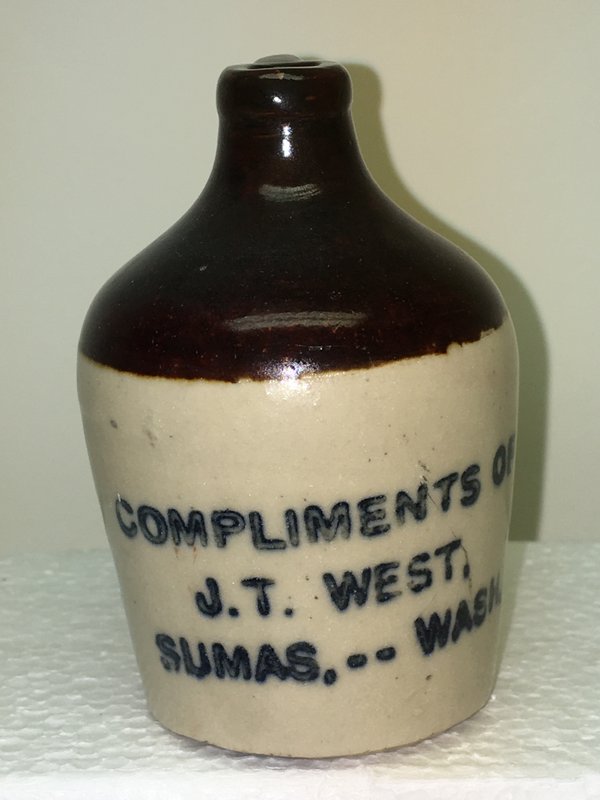 COMPLIMENTS OF
J.T. WEST.
SUMAS,-- WASH.